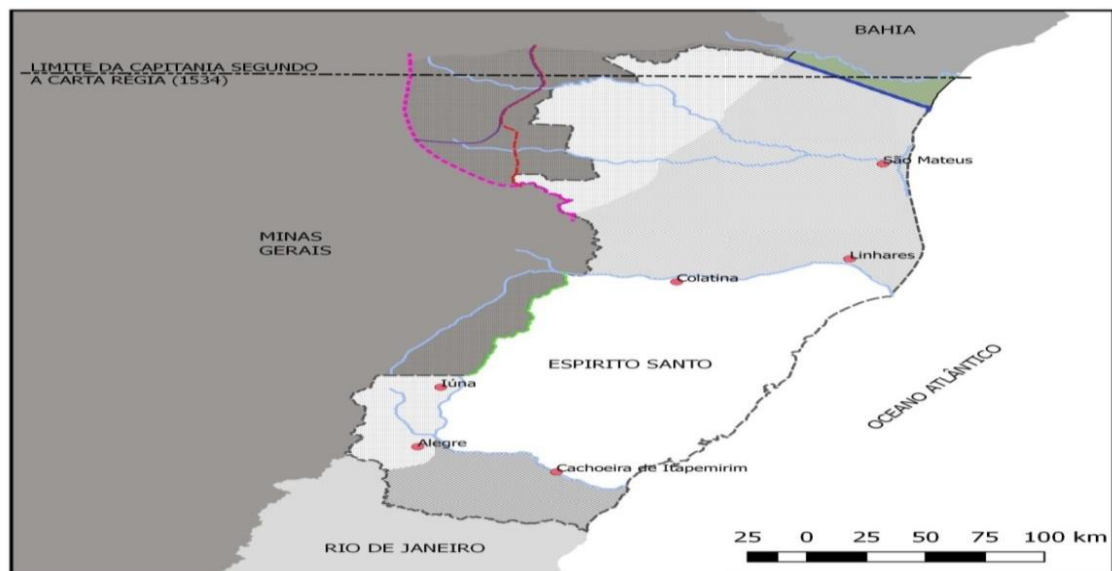 BAHIA
LIMITE DA CAPITANIA SEGUNDO
A CARTA REGIA (1534)
São Mateus
MINAS
GERAIS
Linhares
Colatina
ESPIRITO SANTO
OCEANO ATLÂNTICO
Iúna
Alegre
Cachoeira de Itapemirim
RIO DE JANEIRO
25 0 25 50 75 100 km